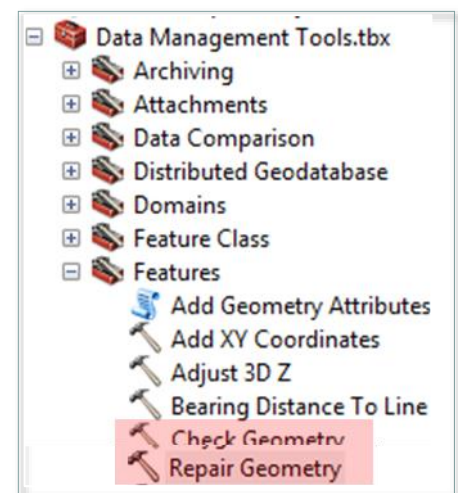 Data Management Tools.tbx
Archiving
Attachments
Data Comparison
Distributed Geodatabase
Domains
Feature Class
Features
Add Geometry Attributes
Add XY Coordinates
Adjust 3D Z
Bearing Distance To Line
Check Geometry
Repair Geometry